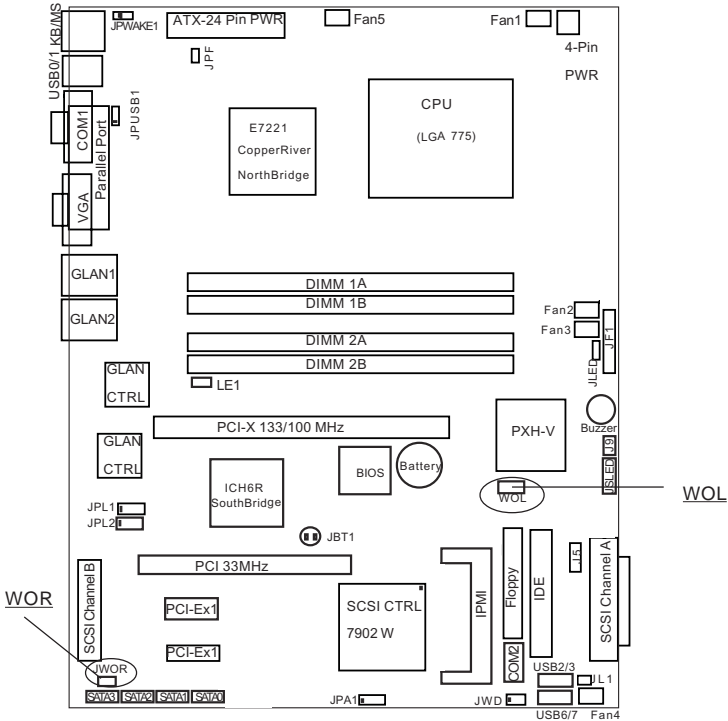 KB/MS
JPWAKE1
ATX-24 Pin PWR
Fan5
Fan1
4-Pin
PWR
JPF
USB0/1
JPUSB1
COM1
Parallel Port
VGA
E7221
CopperRiver
NorthBridge
CPU
(LGA 775)
GLAN1
GLAN2
DIMM 1A
DIMM 1B
DIMM 2A
DIMM 2B
Fan2
Fan3
JF1
JLED
GLAN
CTRL
LE1
PCI-X 133/100 MHz
PXH-V
Buzzer
J9
JSLED
GLAN
CTRL
ICH6R
SouthBridge
BIOS
Battery
WOL
WOL
JPL1
JPL2
JBT1
PCI 33MHz
SCSI Channel B
WOR
PCI-Ex1
PCI-Ex1
SCSI CTRL
7902 W
IPMI
Floppy
IDE
J5
SCSI Channel A
JWOR
COM2
USB2/3
JL1
SATA3
SATA2
SATA1
SATA0
JPA1
JWD
USB6/7
Fan4